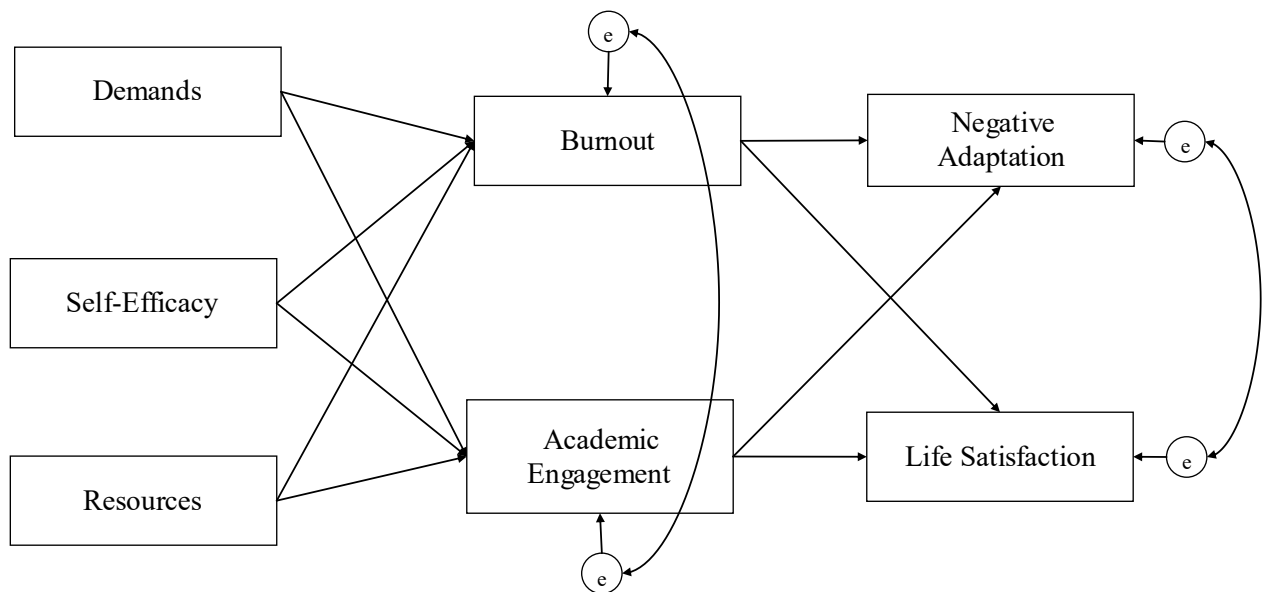 e
Demands
Burnout
Negative
Adaptation
e
Self-Efficacy
Academic
Engagement
Life Satisfaction
e
Resources
e